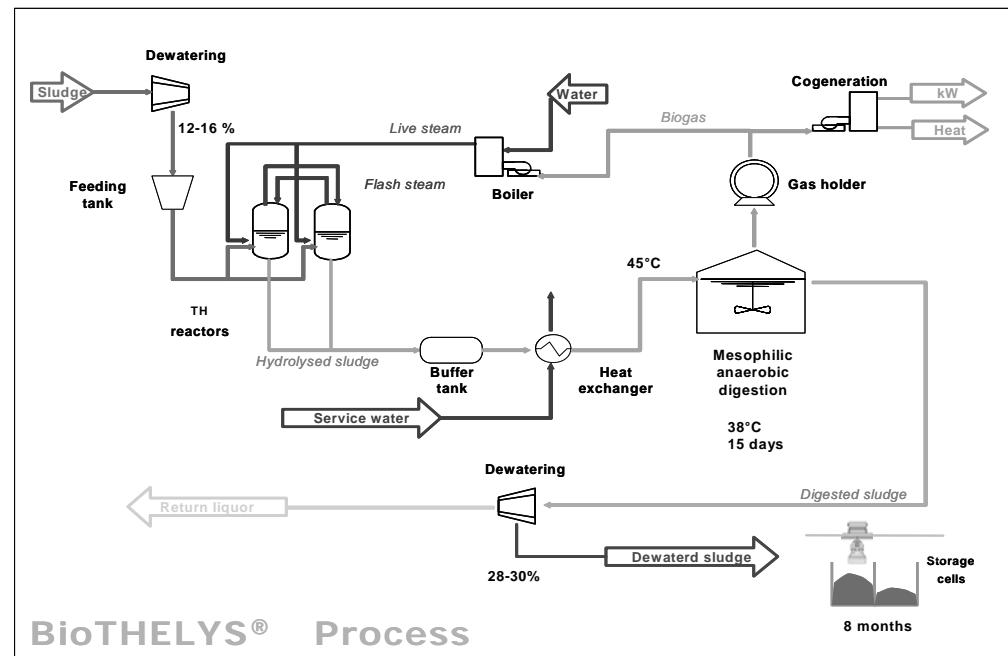 Dewatering
Sludge
12-16 %
Feeding
tank
Live steam
Flash steam
Water
Boiler
Biogas
Cogeneration
kW
Heat
Gas holder
TH
reactors
Hydrolysed sludge
Buffer
tank
Heat
exchanger
45°C
Mesophilic
anaerobic
digestion
38°C
15 days
Service water
Dewatering
Return liquor
Digested sludge
28-30%
Dewaterd sludge
Storage
cells
8 months
BioTHELYS® Process